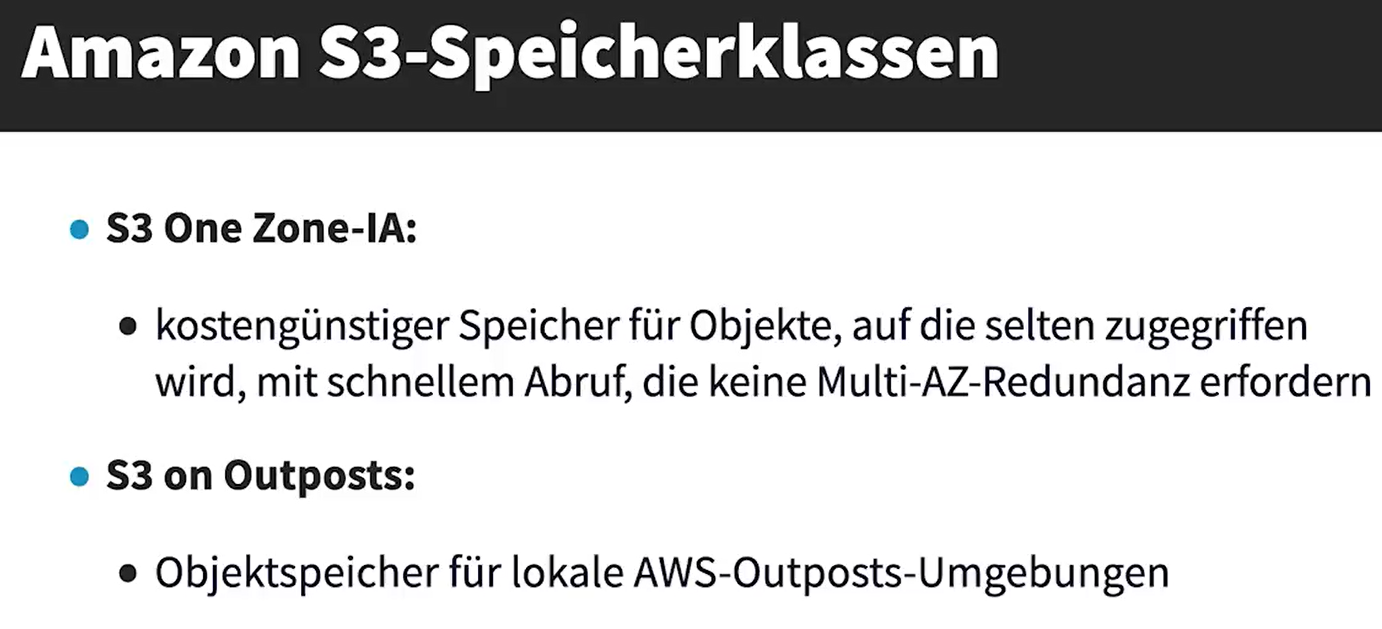 Amazon S3-Speicherklassen
• S3 One Zone-IA:
• kostengünstiger Speicher für Objekte, auf die selten zugegriffen
wird, mit schnellem Abruf, die keine Multi-AZ-Redundanz erfordern
• S3 on Outposts:
• Objektspeicher für lokale AWS-Outposts-Umgebungen